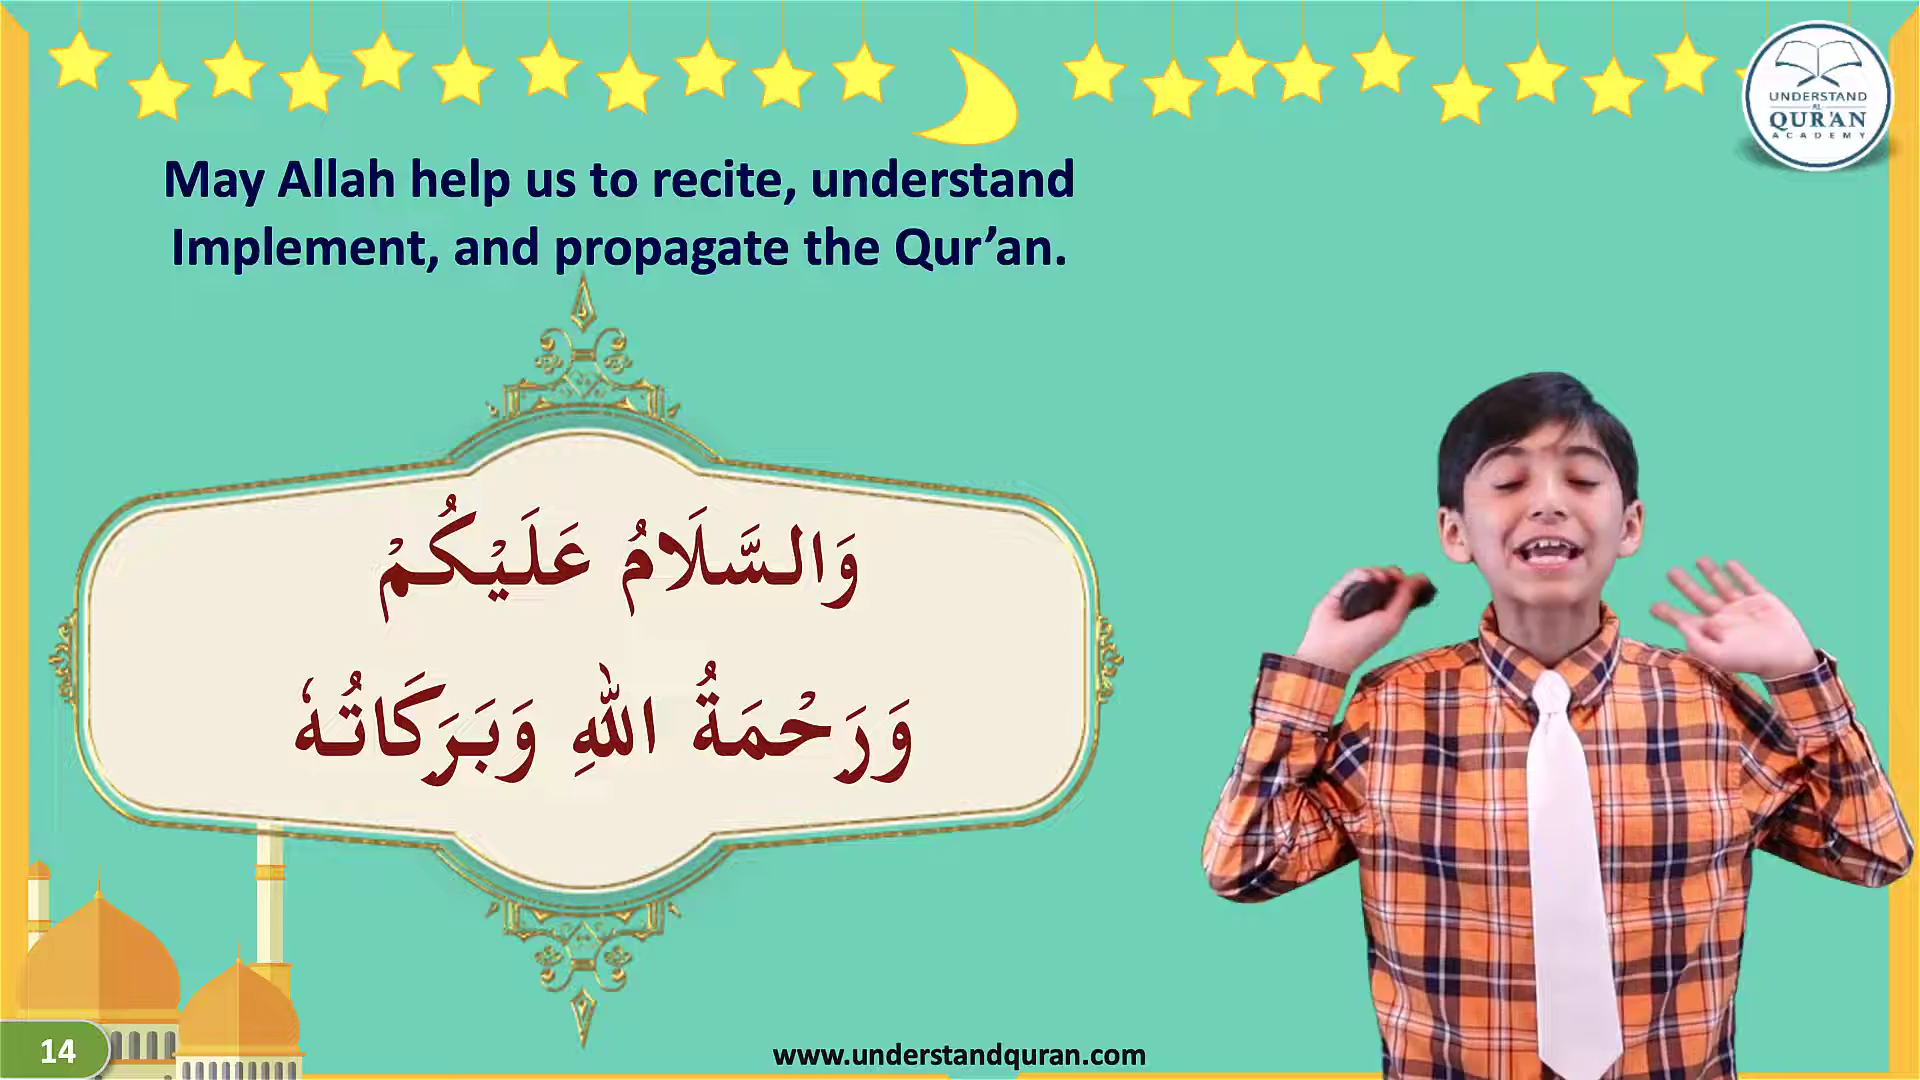 UNDERSTAND
AL
QUR'AN
ACADEMY
May Allah help us to recite, understand
Implement, and propagate the Qur’an.
وَالسَّلَامُ عَلَيْكُمْ
وَرَحْمَةُ اللهِ وَبَرَكَاتُهٗ
14
www.understandquran.com